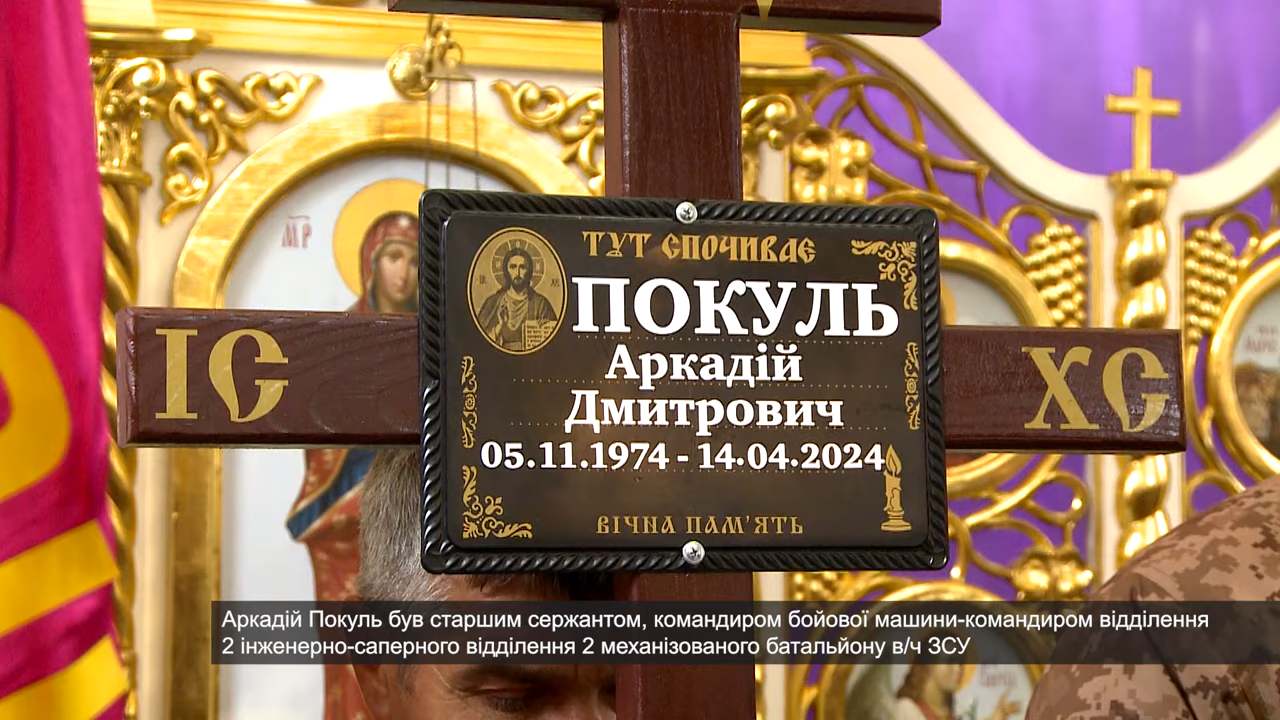 ТУТ СПОЧИВАЄ
ПОКУЛЬ
Аркадій
Дмитрович
05.11.1974 - 14.04.2024
ВІЧНА ПАМ'ЯТЬ
ІС ХС
МР
Аркадій Покуль був старшим сержантом, командиром бойової машини-командиром відділення
2 інженерно-саперного відділення 2 механізованого батальйону в/ч ЗСУ